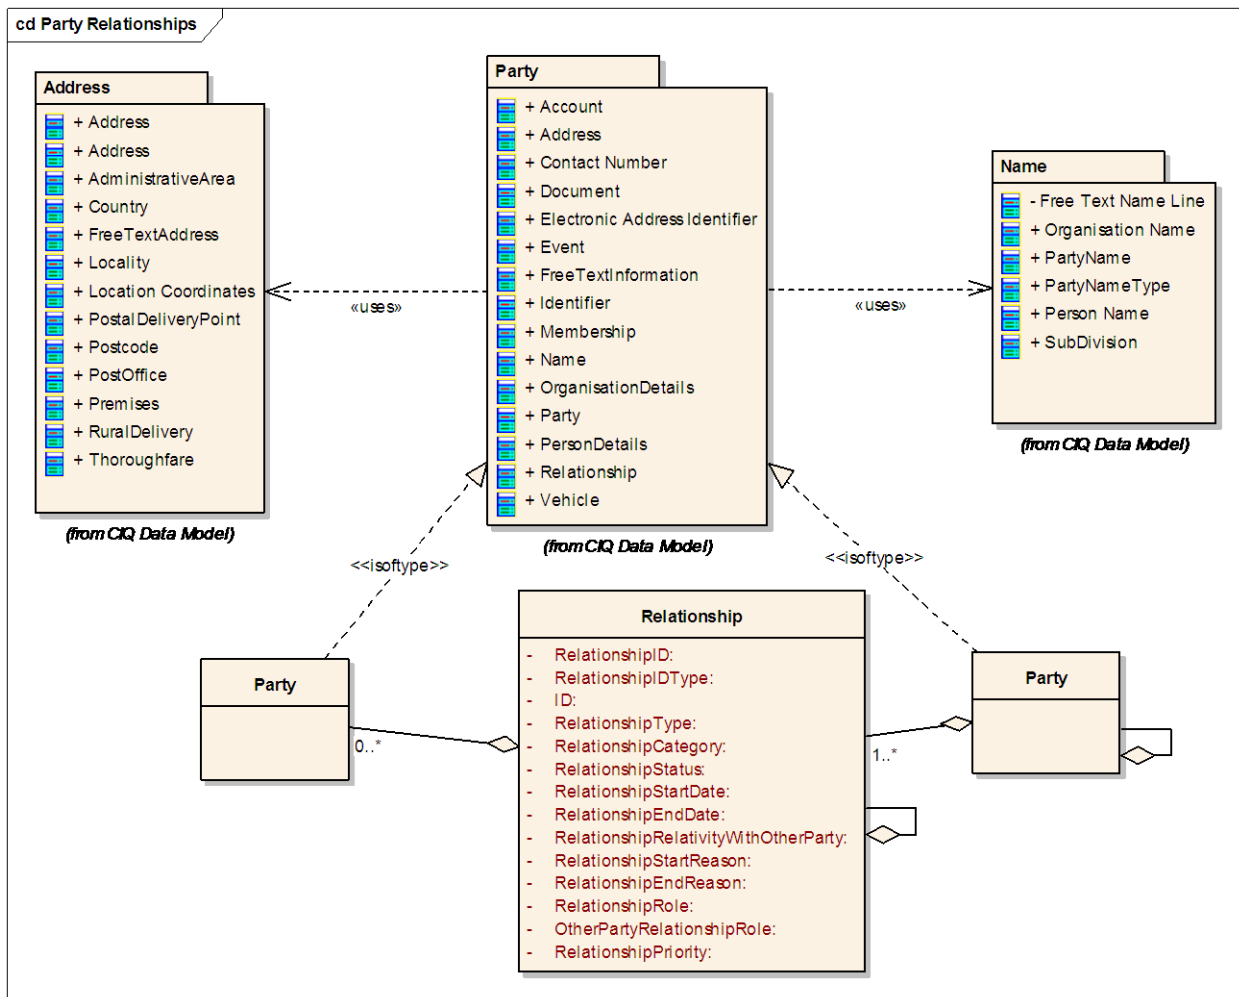 cd Party Relationships
Address
+ Address
+ Address
+ AdministrativeArea
+ Country
+ FreeTextAddress
+ Locality
+ Location Coordinates
+ PostalDeliveryPoint
+ Postcode
+ PostOffice
+ Premises
+ RuralDelivery
+ Thoroughfare
(from CIQ Data Model)
«uses»
Party
+ Account
+ Address
+ Contact Number
+ Document
+ Electronic Address Identifier
+ Event
+ FreeTextInformation
+ Identifier
+ Membership
+ Name
+ OrganisationDetails
+ Party
+ PersonDetails
+ Relationship
+ Vehicle
(from CIQ Data Model)
«uses»
Name
- Free Text Name Line
+ Organisation Name
+ PartyName
+ PartyNameType
+ Person Name
+ SubDivision
(from CIQ Data Model)
<<isoftype>>
<<isoftype>>
Party
0..*
Relationship
- RelationshipID:
- RelationshipIDType:
- ID:
- RelationshipType:
- RelationshipCategory:
- RelationshipStatus:
- RelationshipStartDate:
- RelationshipEndDate:
- RelationshipRelativityWithOtherParty:
- RelationshipStartReason:
- RelationshipEndReason:
- RelationshipRole:
- OtherPartyRelationshipRole:
- RelationshipPriority:
1..*
Party